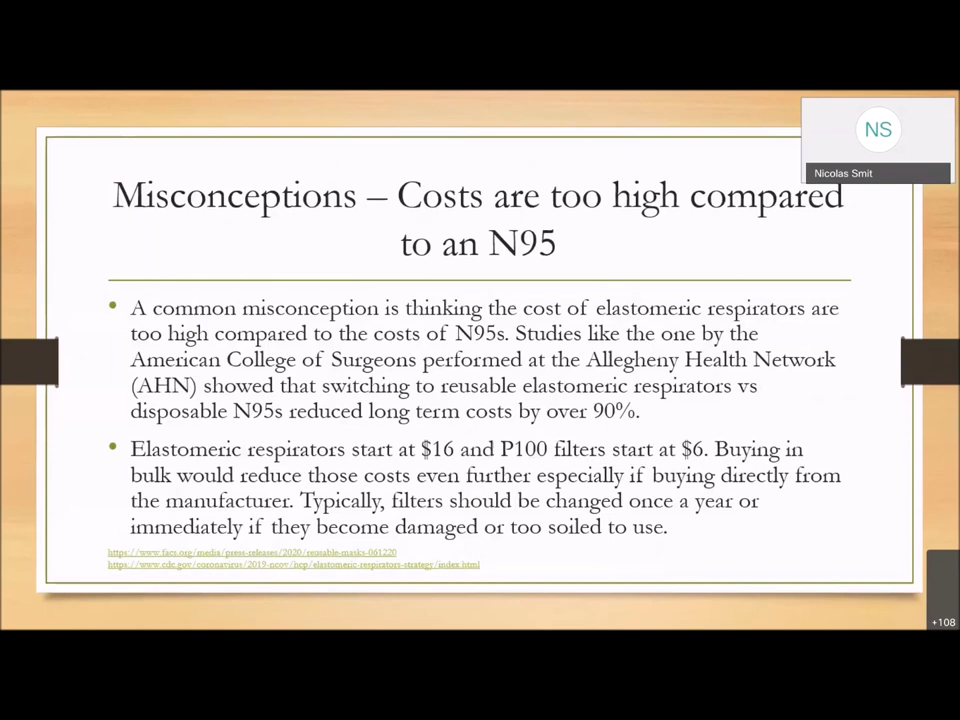 NS
Nicolas Smit
Misconceptions – Costs are too high compared
to an N95
• A common misconception is thinking the cost of elastomeric respirators are
too high compared to the costs of N95s. Studies like the one by the
American College of Surgeons performed at the Allegheny Health Network
(AHN) showed that switching to reusable elastomeric respirators vs
disposable N95s reduced long term costs by over 90%.
• Elastomeric respirators start at $16 and P100 filters start at $6. Buying in
bulk would reduce those costs even further especially if buying directly from
the manufacturer. Typically, filters should be changed once a year or
immediately if they become damaged or too soiled to use.
https://www.facs.org/media/press-releases/2020/reusable-masks-061220
https://www.cdc.gov/coronavirus/2019-ncov/hcp/elastomeric-respirators-strategy/index.html
+108